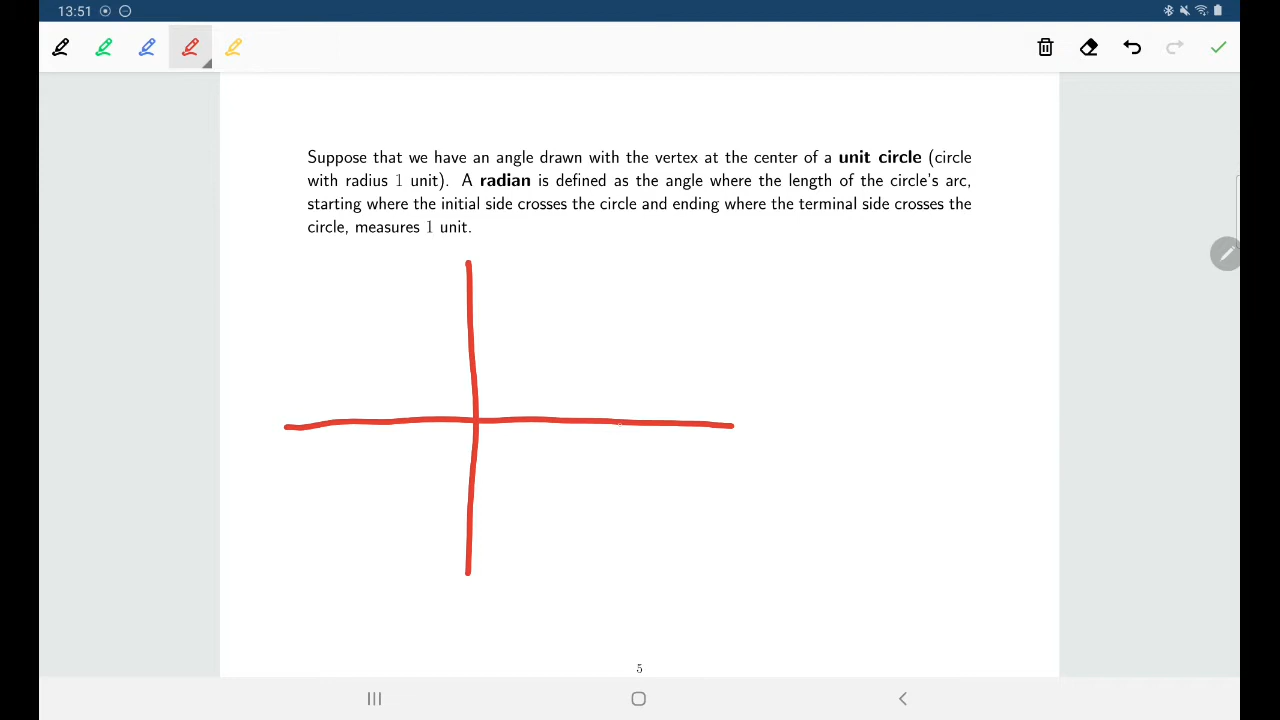 13:51
Suppose that we have an angle drawn with the vertex at the center of a unit circle (circle
with radius 1 unit). A radian is defined as the angle where the length of the circle's arc,
starting where the initial side crosses the circle and ending where the terminal side crosses the
circle, measures 1 unit.
5